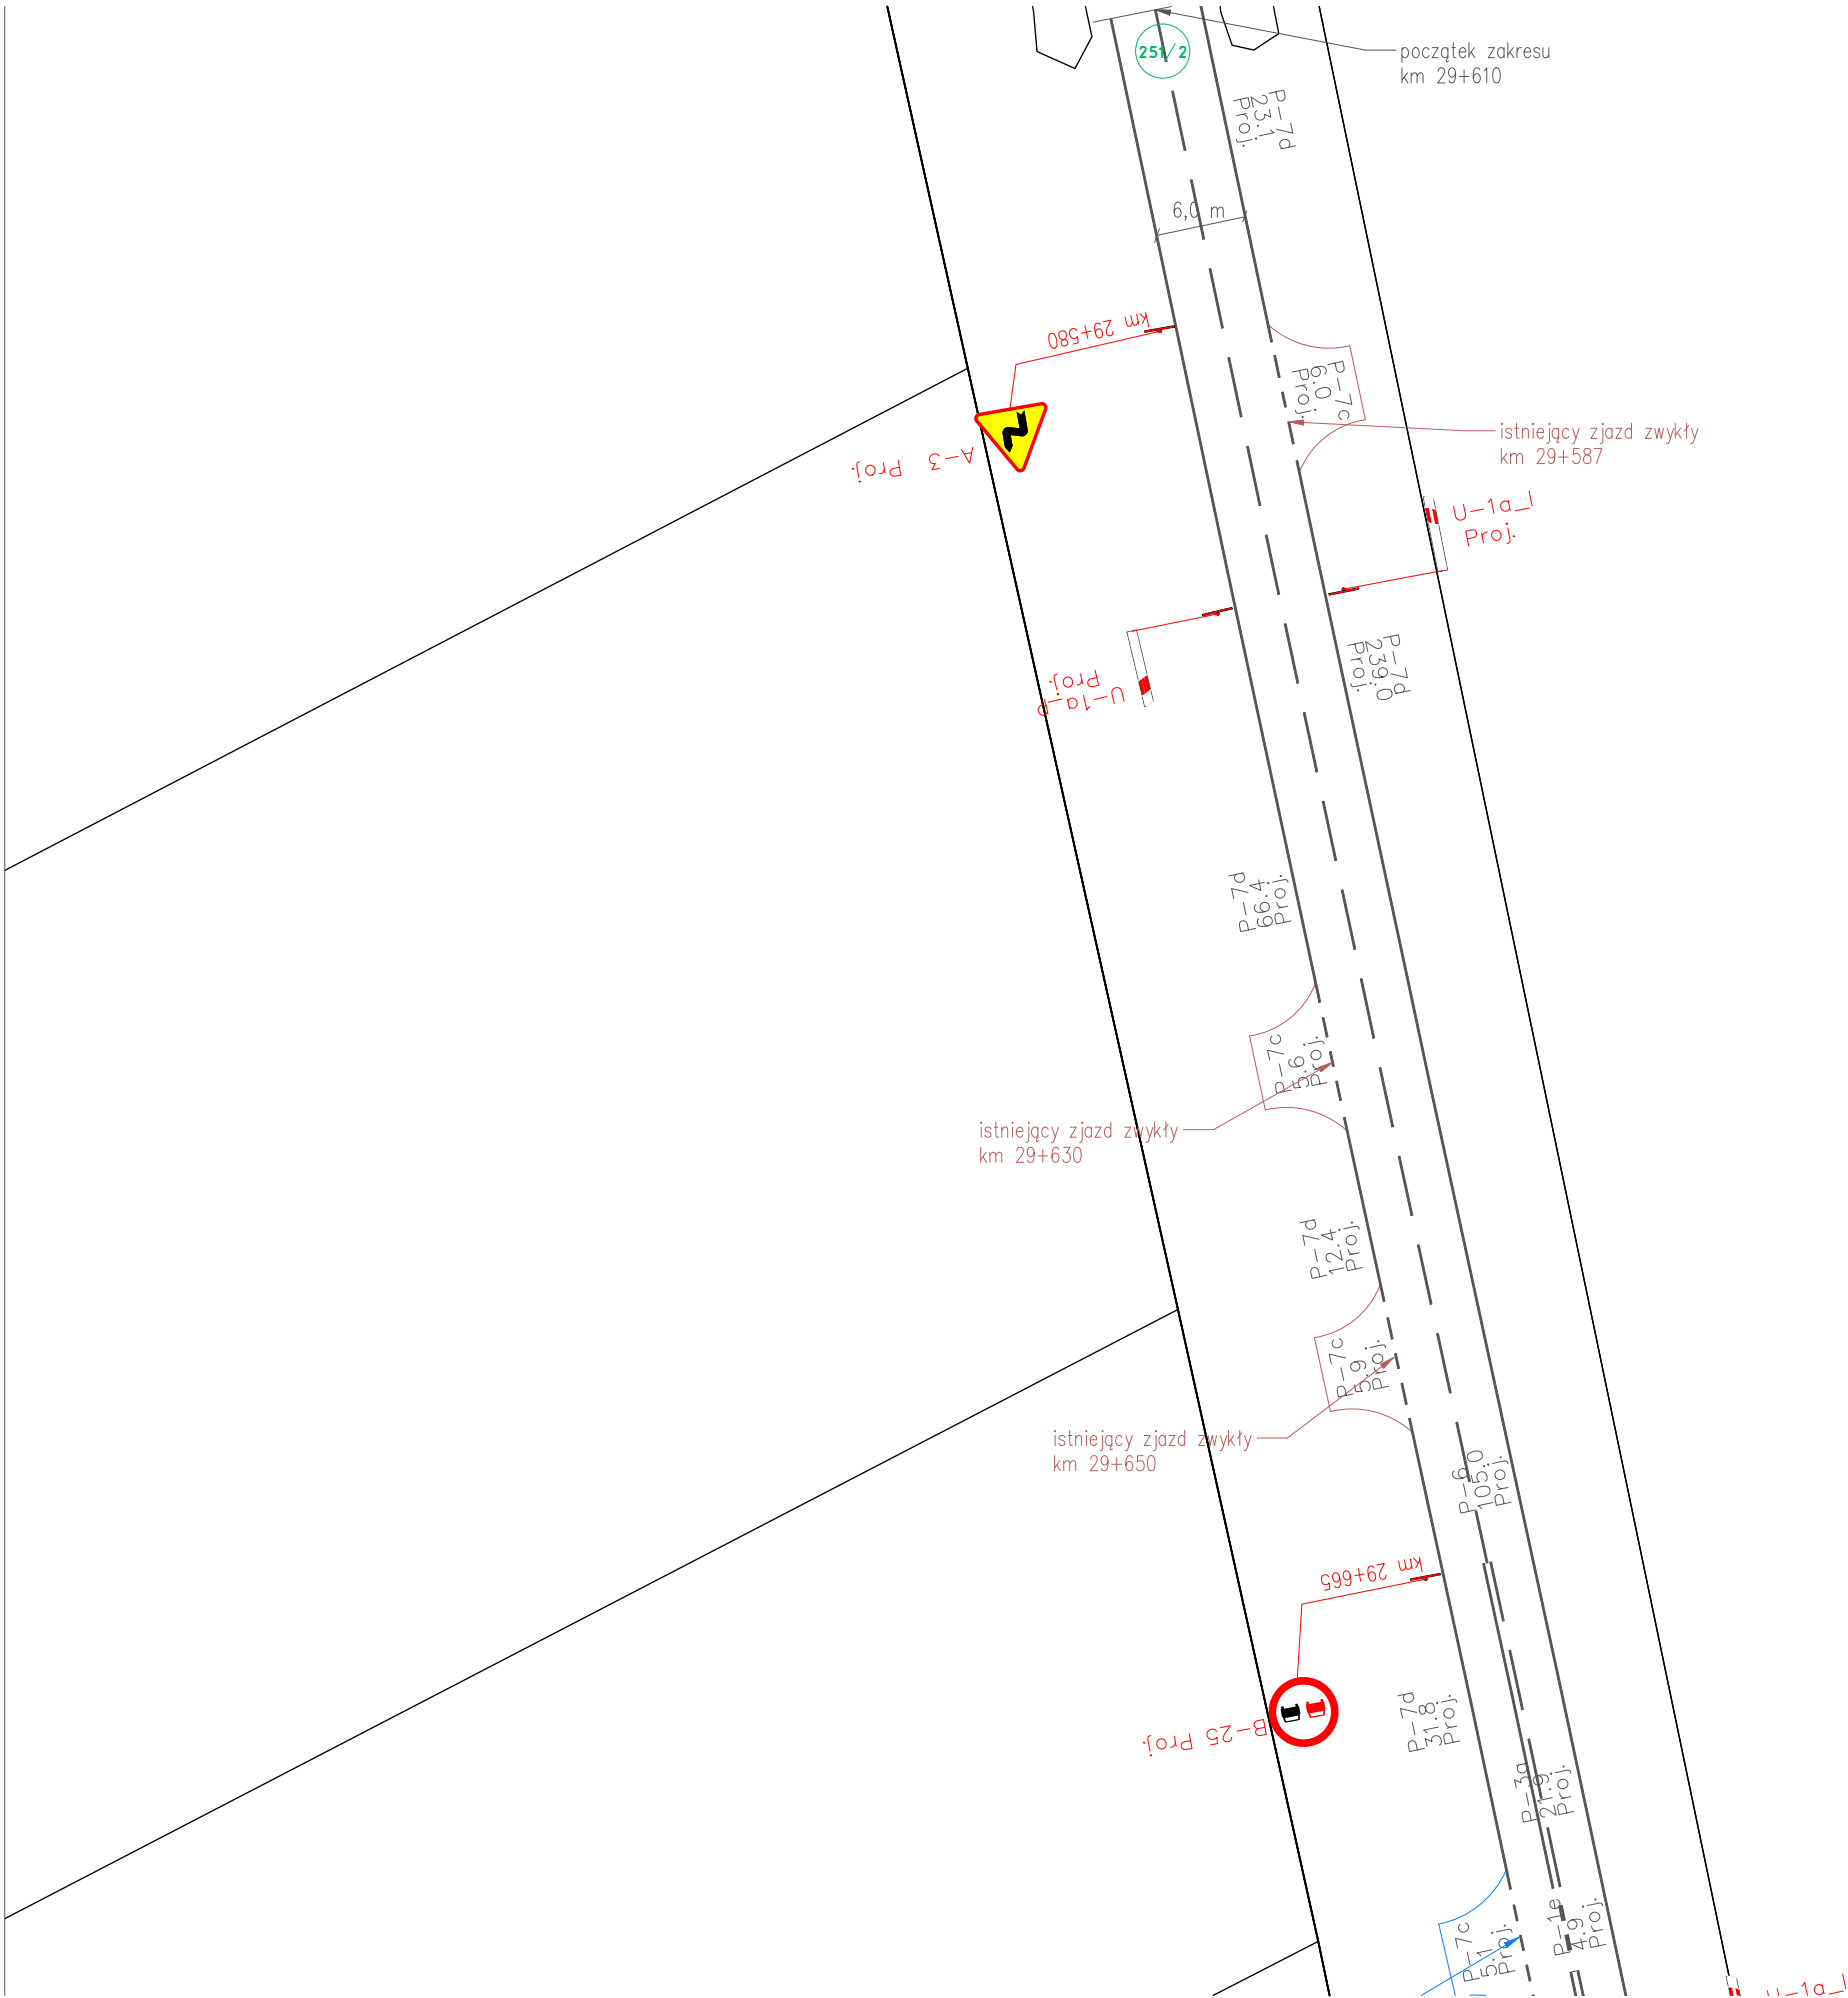 początek zakresu
km 29+610
251/2
P-7d
23.1
Proj.
6,0 m
km 29+580
A-3 Proj.
P-7c
6.0
Proj.
istniejący zjazd zwykły
km 29+587
U-1a_l
Proj.
U-1a_p
Proj.
P-7d
239.0
Proj.
P-7d
66.4
Proj.
P-7c
5.6
Proj.
istniejący zjazd zwykły
km 29+630
P-7d
12.4
Proj.
P-7c
5.9
Proj.
istniejący zjazd zwykły
km 29+650
P-6
105.0
Proj.
km 29+665
B-25 Proj.
P-7d
31.8
Proj.
P-3a
21.9
Proj.
P-1e
4.9
Proj.
P-7c
5.1
Proj.
U-1a_l